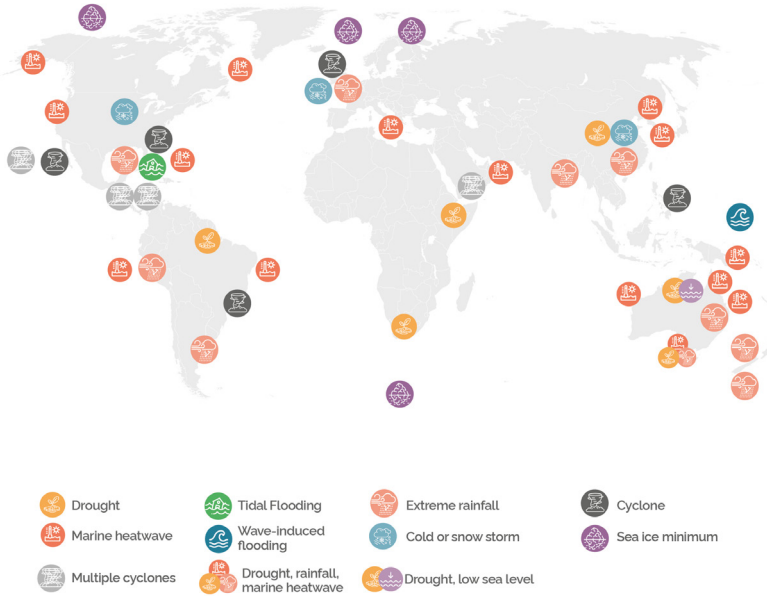 Drought
Tidal Flooding
Extreme rainfall
Cyclone
Marine heatwave
Wave-induced
flooding
Cold or snow storm
Sea ice minimum
Multiple cyclones
Drought, rainfall,
marine heatwave
Drought, low sea level